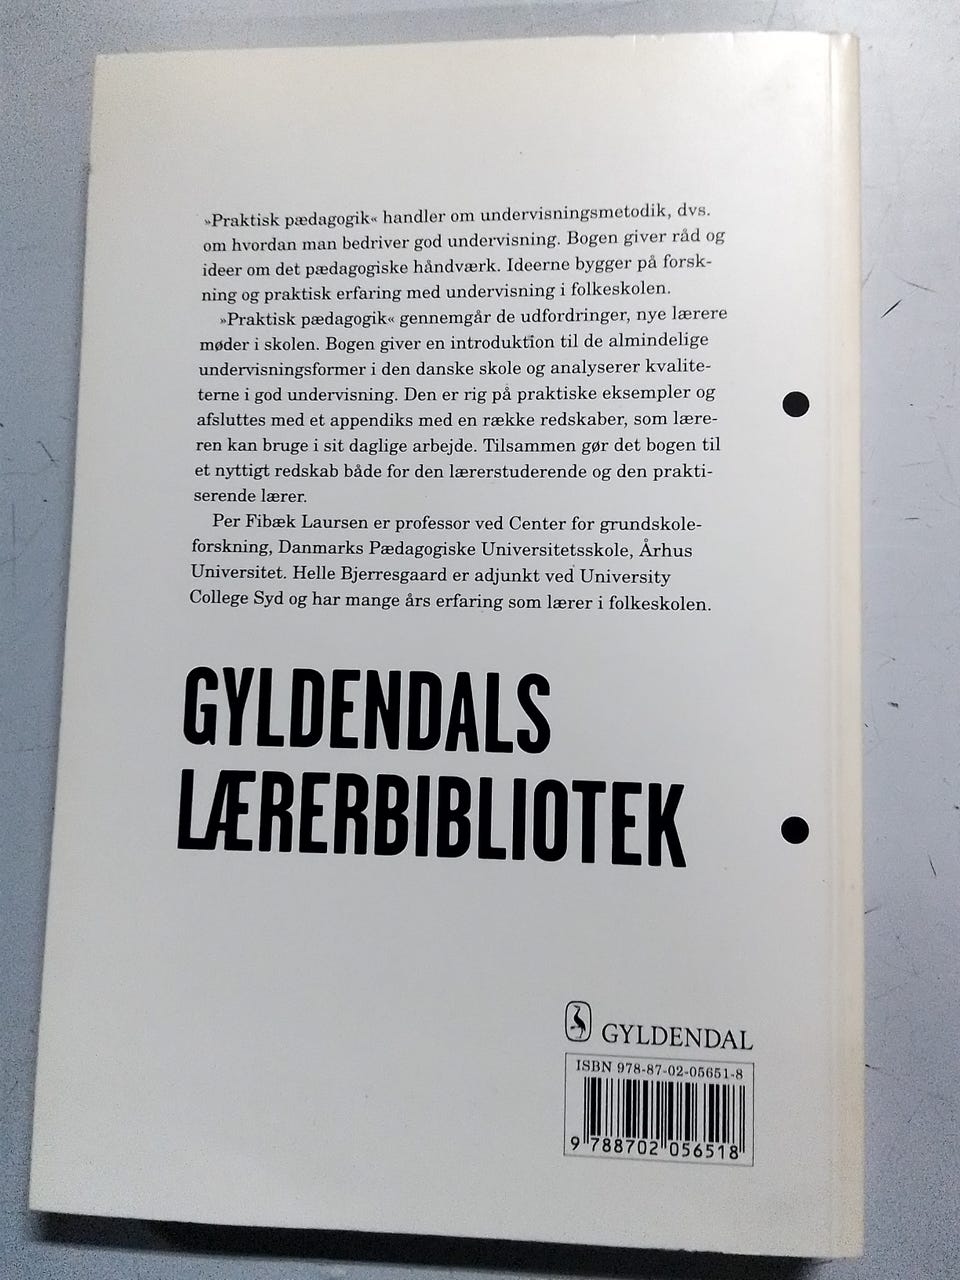 »Praktisk pædagogik« handler om undervisningsmetodik, dvs.
om hvordan man bedriver god undervisning. Bogen giver råd og
ideer om det pædagogiske håndværk. Ideerne bygger på forsk-
ning og praktisk erfaring med undervisning i folkeskolen.
»Praktisk pædagogik« gennemgår de udfordringer, nye lærere
møder i skolen. Bogen giver en introduktion til de almindelige
undervisningsformer i den danske skole og analyserer kvalite-
terne i god undervisning. Den er rig på praktiske eksempler og
afsluttes med et appendiks med en række redskaber, som lære-
ren kan bruge i sit daglige arbejde. Tilsammen gør det bogen til
et nyttigt redskab både for den lærerstuderende og den prakti-
serende lærer.
Per Fibæk Laursen er professor ved Center for grundskole-
forskning, Danmarks Pædagogiske Universitetsskole, Århus
Universitet. Helle Bjerresgaard er adjunkt ved University
College Syd og har mange års erfaring som lærer i folkeskolen.
GYLDENDALS
LÆRERBIBLIOTEK
GYLDENDAL
ISBN 978-87-02-05651-8
9 788702 056518